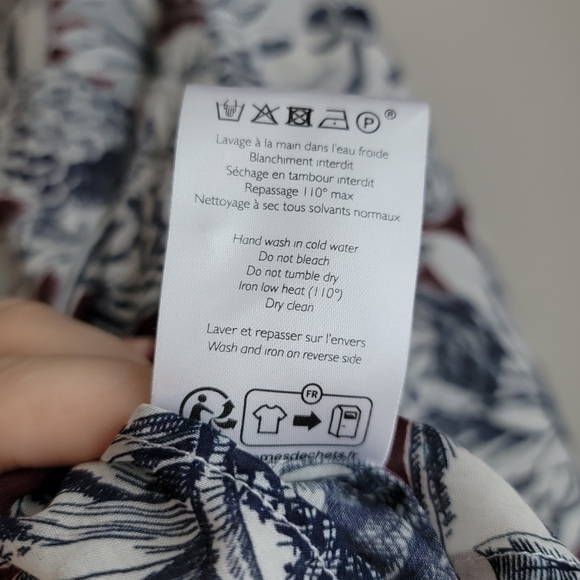 P ®
Lavage à la main dans l'eau froide
Blanchiment interdit
Séchage en tambour interdit
Repassage 110° max
Nettoyage à sec tous solvants normaux
Hand wash in cold water
Do not bleach
Do not tumble dry
Iron low heat (110°)
Dry clean
Laver et repasser sur l'envers
Wash and iron on reverse side
FR